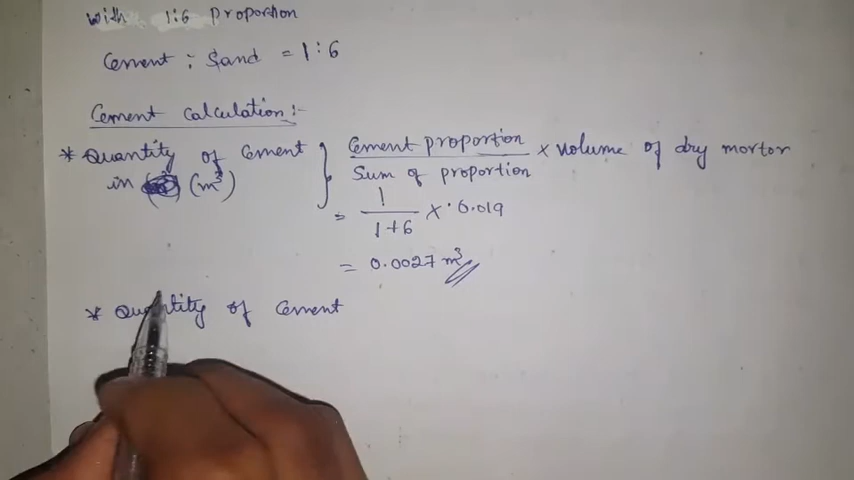 with 1:6 Proportion
Cement : Sand = 1:6
Cement calculation:-
* Quantity of Cement in (m³) } = Cement proportion / Sum of proportion × volume of dry mortor
= 1 / 1+6 × 0.019
= 0.0027 m³
* Quantity of Cement